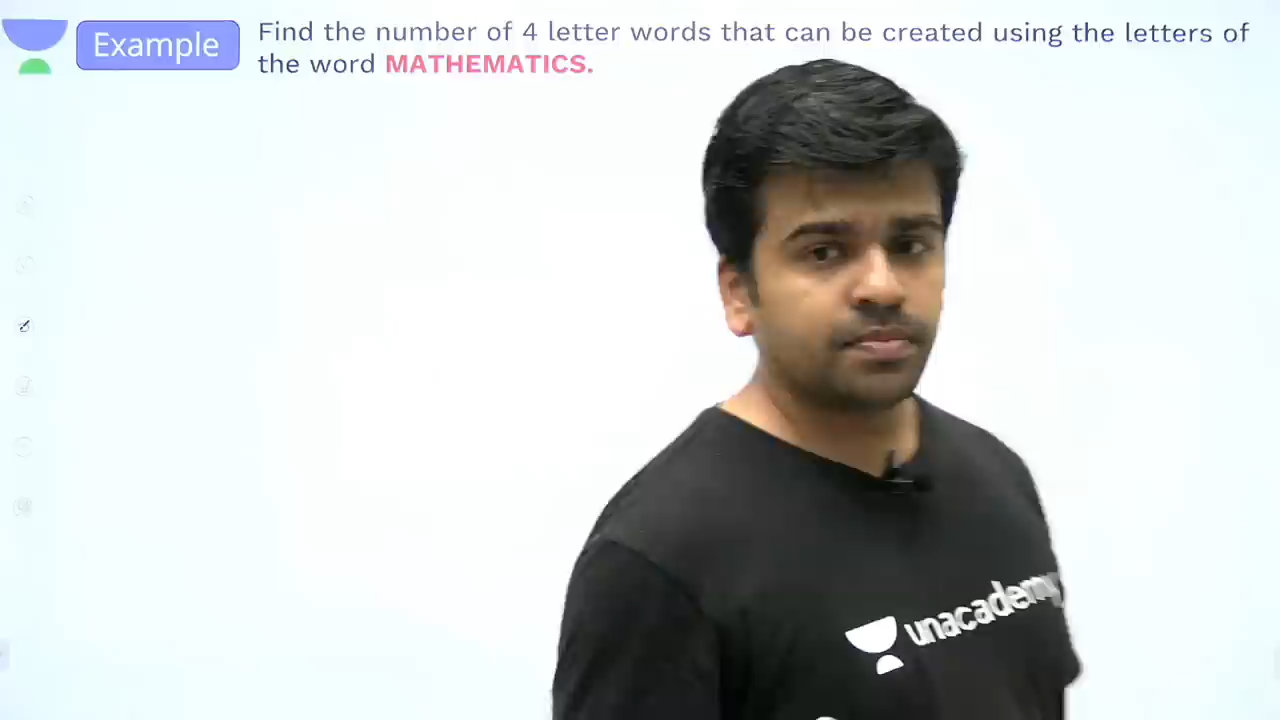 Example
Find the number of 4 letter words that can be created using the letters of
the word MATHEMATICS.
unacademy